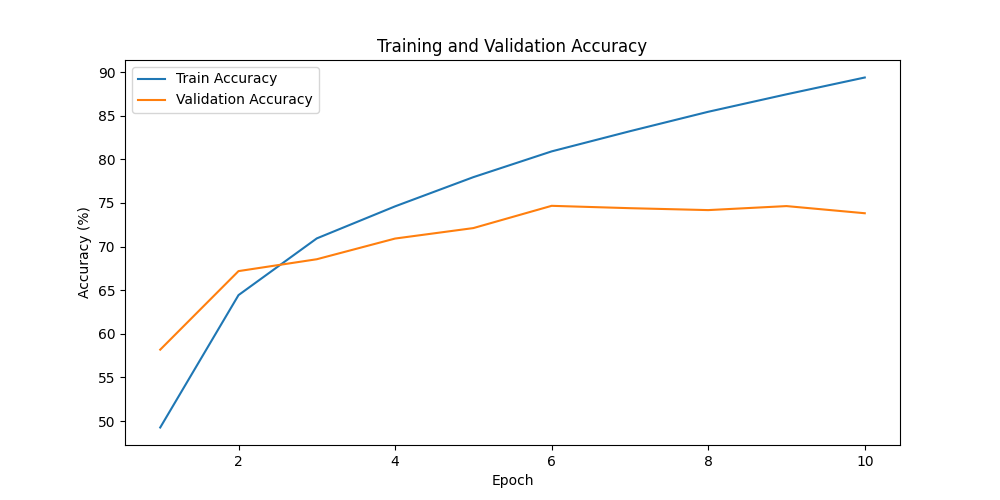 Training and Validation Accuracy
Train Accuracy
Validation Accuracy
Accuracy (%)
90
85
80
75
70
65
60
55
50
2 4 6 8 10
Epoch